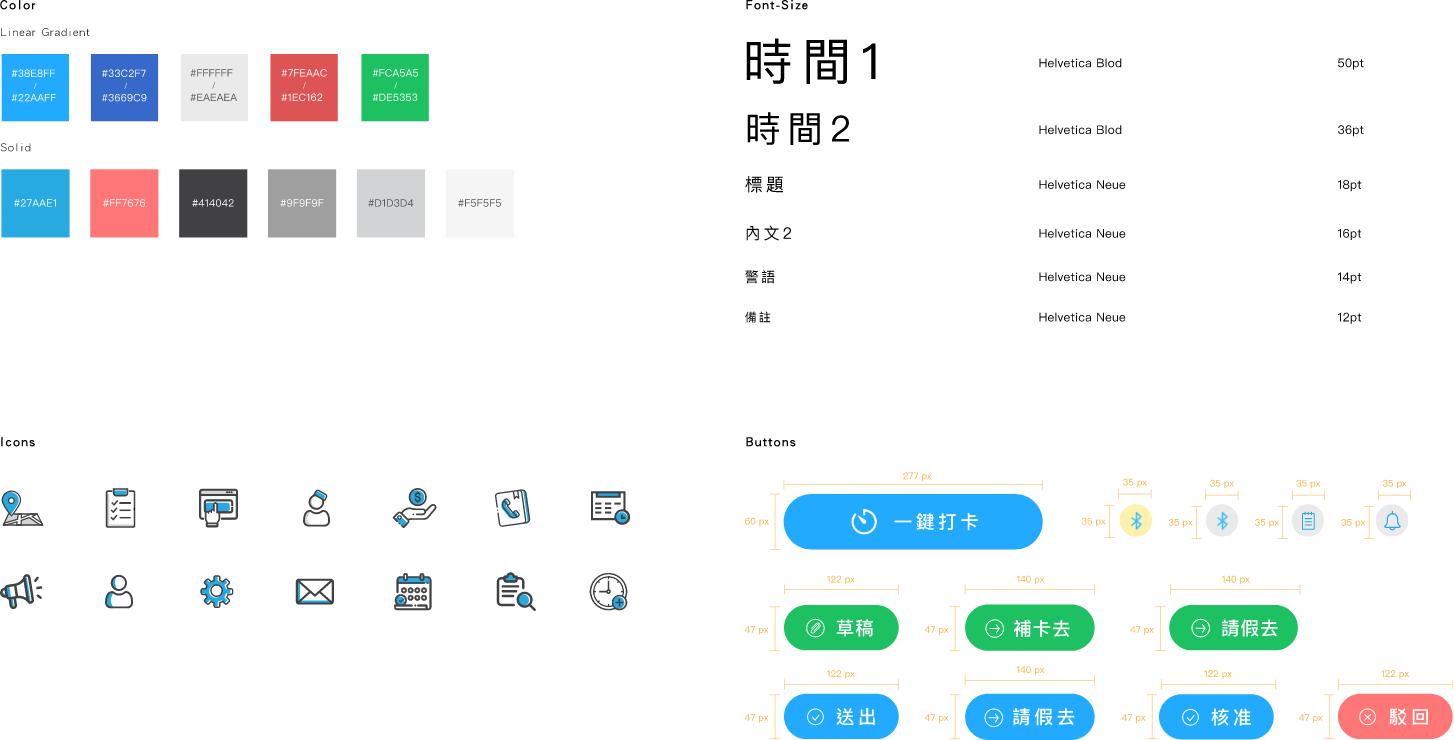 Color
Linear Gradient
#38E8FF
/
#22AAFF
#33C2F7
/
#3669C9
#FFFFFF
/
#EAEAEA
#7FEAAC
/
#1EC162
#FCA5A5
/
#DE5353
Solid
#27AAE1
#FF7676
#414042
#9F9F9F
#D1D3D4
#F5F5F5
Font-Size
時間1
Helvetica Blod
50pt
時間2
Helvetica Blod
36pt
標題
Helvetica Neue
18pt
內文2
Helvetica Neue
16pt
警語
Helvetica Neue
14pt
備註
Helvetica Neue
12pt
Icons
$
Buttons
277 px
60 px
一鍵打卡
35 px
35 px
35 px
35 px
35 px
35 px
35 px
35 px
122 px
47 px
草稿
140 px
47 px
補卡去
140 px
47 px
請假去
122 px
47 px
送出
140 px
47 px
請假去
122 px
47 px
核准
122 px
47 px
駁回